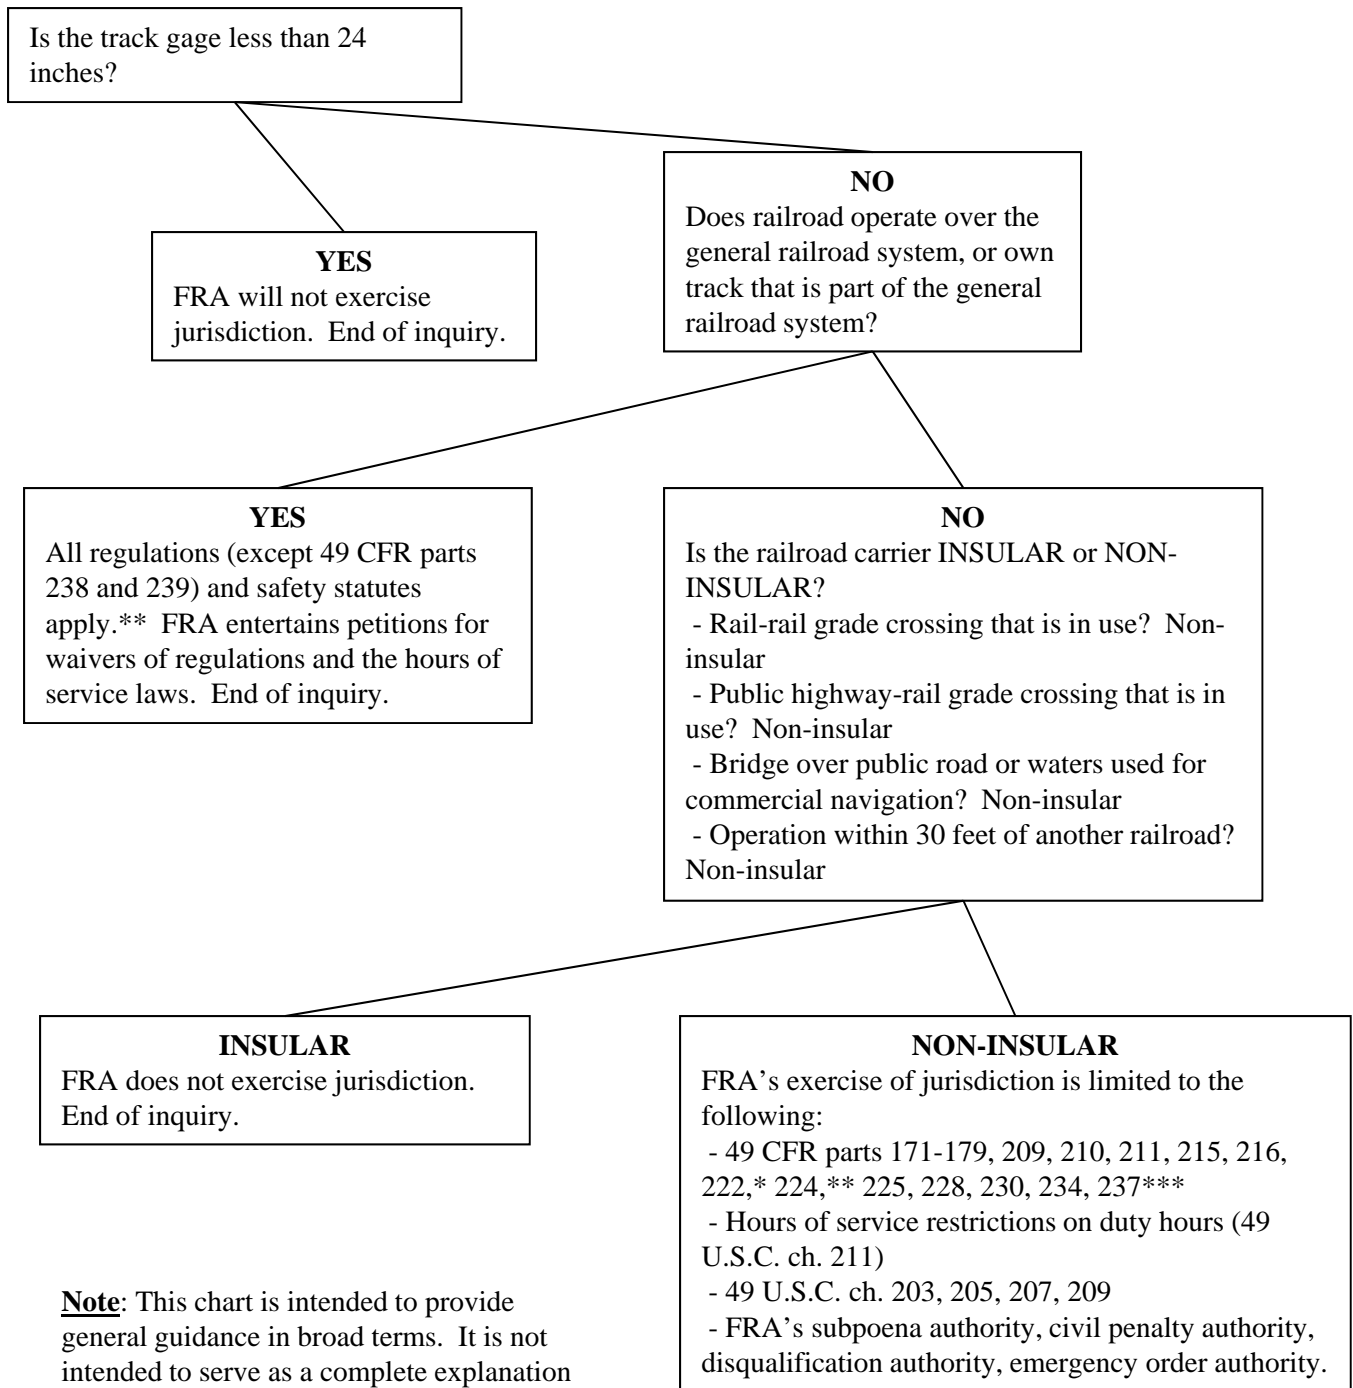 Is the track gage less than 24
inches?
NO
Does railroad operate over the
general railroad system, or own
track that is part of the general
railroad system?
YES
FRA will not exercise
jurisdiction.  End of inquiry.
YES
All regulations (except 49 CFR parts
238 and 239) and safety statutes
apply.**  FRA entertains petitions for
waivers of regulations and the hours of
service laws.  End of inquiry.
NO
Is the railroad carrier INSULAR or NON-
INSULAR?
- Rail-rail grade crossing that is in use?  Non-
insular
- Public highway-rail grade crossing that is in
use?  Non-insular
- Bridge over public road or waters used for
commercial navigation?  Non-insular
- Operation within 30 feet of another railroad?
Non-insular
INSULAR
FRA does not exercise jurisdiction.
End of inquiry.
NON-INSULAR
FRA’s exercise of jurisdiction is limited to the
following:
- 49 CFR parts 171-179, 209, 210, 211, 215, 216,
222,* 224,** 225, 228, 230, 234, 237***
- Hours of service restrictions on duty hours (49
U.S.C. ch. 211)
- 49 U.S.C. ch. 203, 205, 207, 209
- FRA’s subpoena authority, civil penalty authority,
disqualification authority, emergency order authority.
Note: This chart is intended to provide
general guidance in broad terms.  It is not
intended to serve as a complete explanation